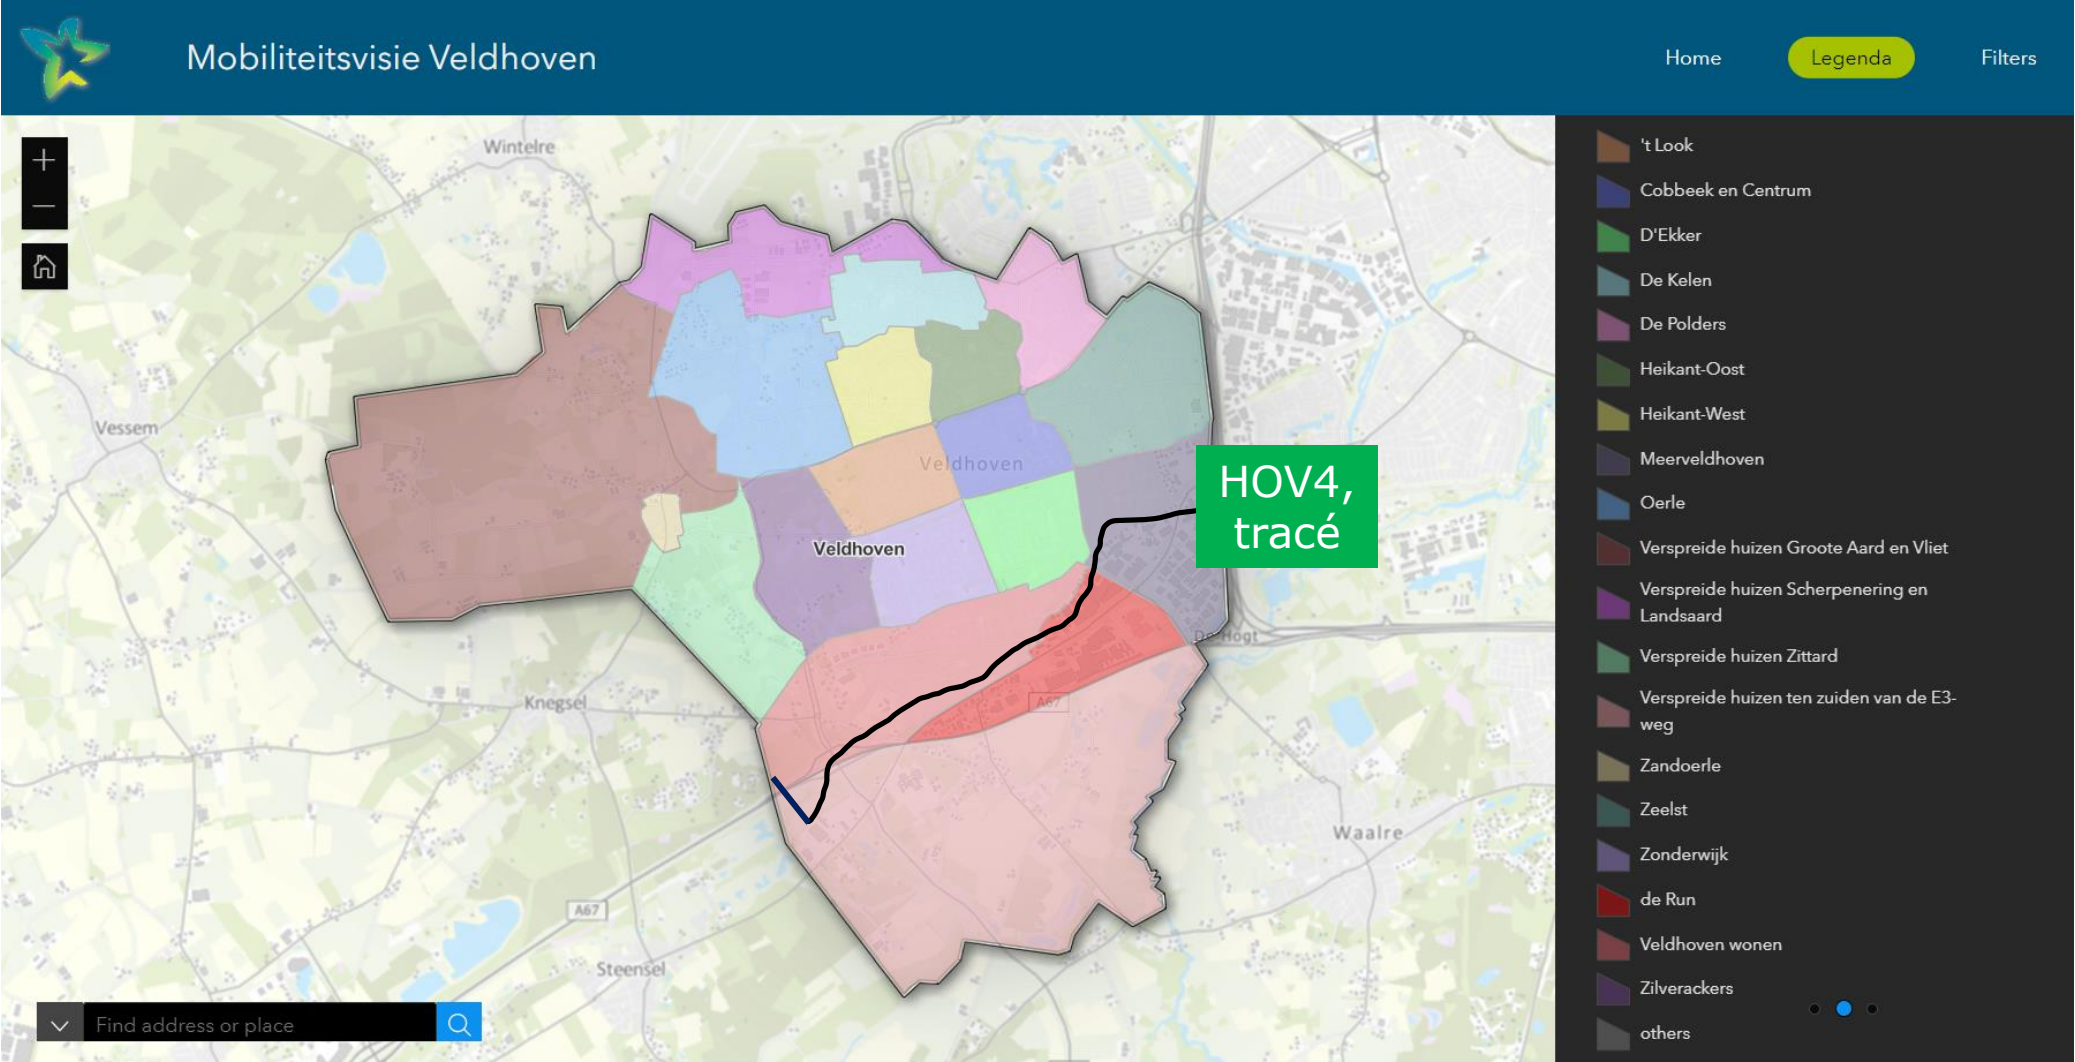 Mobiliteitsvisie Veldhoven
Home
Legenda
Filters
Wintelre
Vessem
Veldhoven
Veldhoven
HOV4,
tracé
De Hogt
Knegsel
A67
Waalre
A67
Steensel
Find address or place
't Look
Cobbeek en Centrum
D'Ekker
De Kelen
De Polders
Heikant-Oost
Heikant-West
Meerveldhoven
Oerle
Verspreide huizen Groote Aard en Vliet
Verspreide huizen Scherpenering en
Landsaard
Verspreide huizen Zittard
Verspreide huizen ten zuiden van de E3-
weg
Zandoerle
Zeelst
Zonderwijk
de Run
Veldhoven wonen
Zilverackers
others